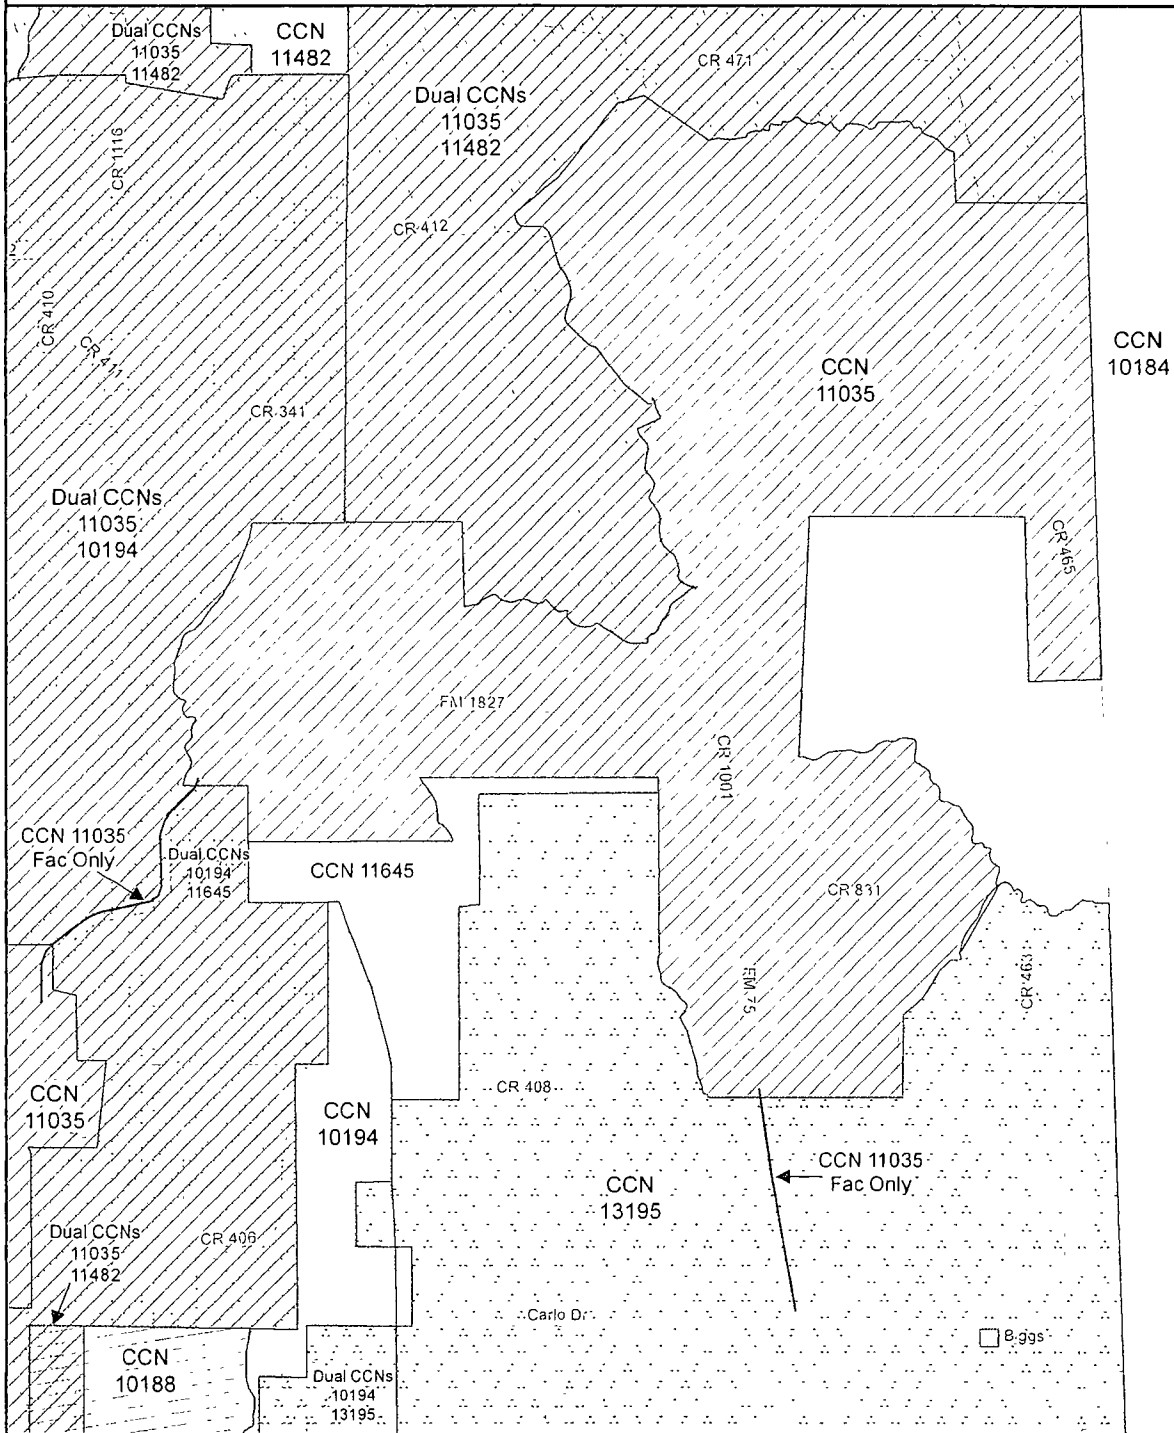 Dual CCNs
11035
11482
CCN
11482
CR 471
Dual CCNs
11035
11482
CR 1116
CR 412
2
CR 410
CR 411
CCN
10184
CCN
11035
CR 341
Dual CCNs
11035
10194
CR 465
FM 1827
CR 1001
CCN 11035
Fac Only
Dual CCNs
10194
11645
CCN 11645
CR 831
FM 75
CR 463
CCN
11035
CR 408
CCN
10194
CCN 11035
Fac Only
CCN
13195
Dual CCNs
11035
11482
CR 406
Carlo Dr
Biggs
CCN
10188
Dual CCNs
10194
13195